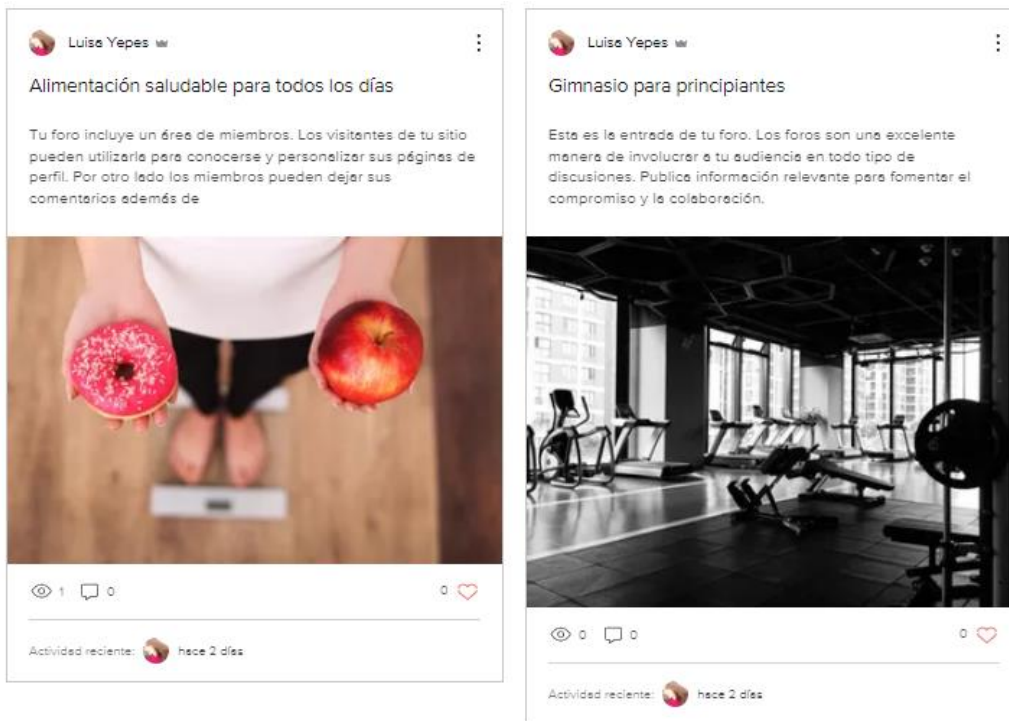 Luisa Yepes
Alimentación saludable para todos los días
Tu foro incluye un área de miembros. Los visitantes de tu sitio
pueden utilizarla para conocerse y personalizar sus páginas de
perfil. Por otro lado los miembros pueden dejar sus
comentarios además de
1 0
0
Actividad reciente: hace 2 días
Luisa Yepes
Gimnasio para principiantes
Esta es la entrada de tu foro. Los foros son una excelente
manera de involucrar a tu audiencia en todo tipo de
discusiones. Publica información relevante para fomentar el
compromiso y la colaboración.
0 0
0
Actividad reciente: hace 2 días